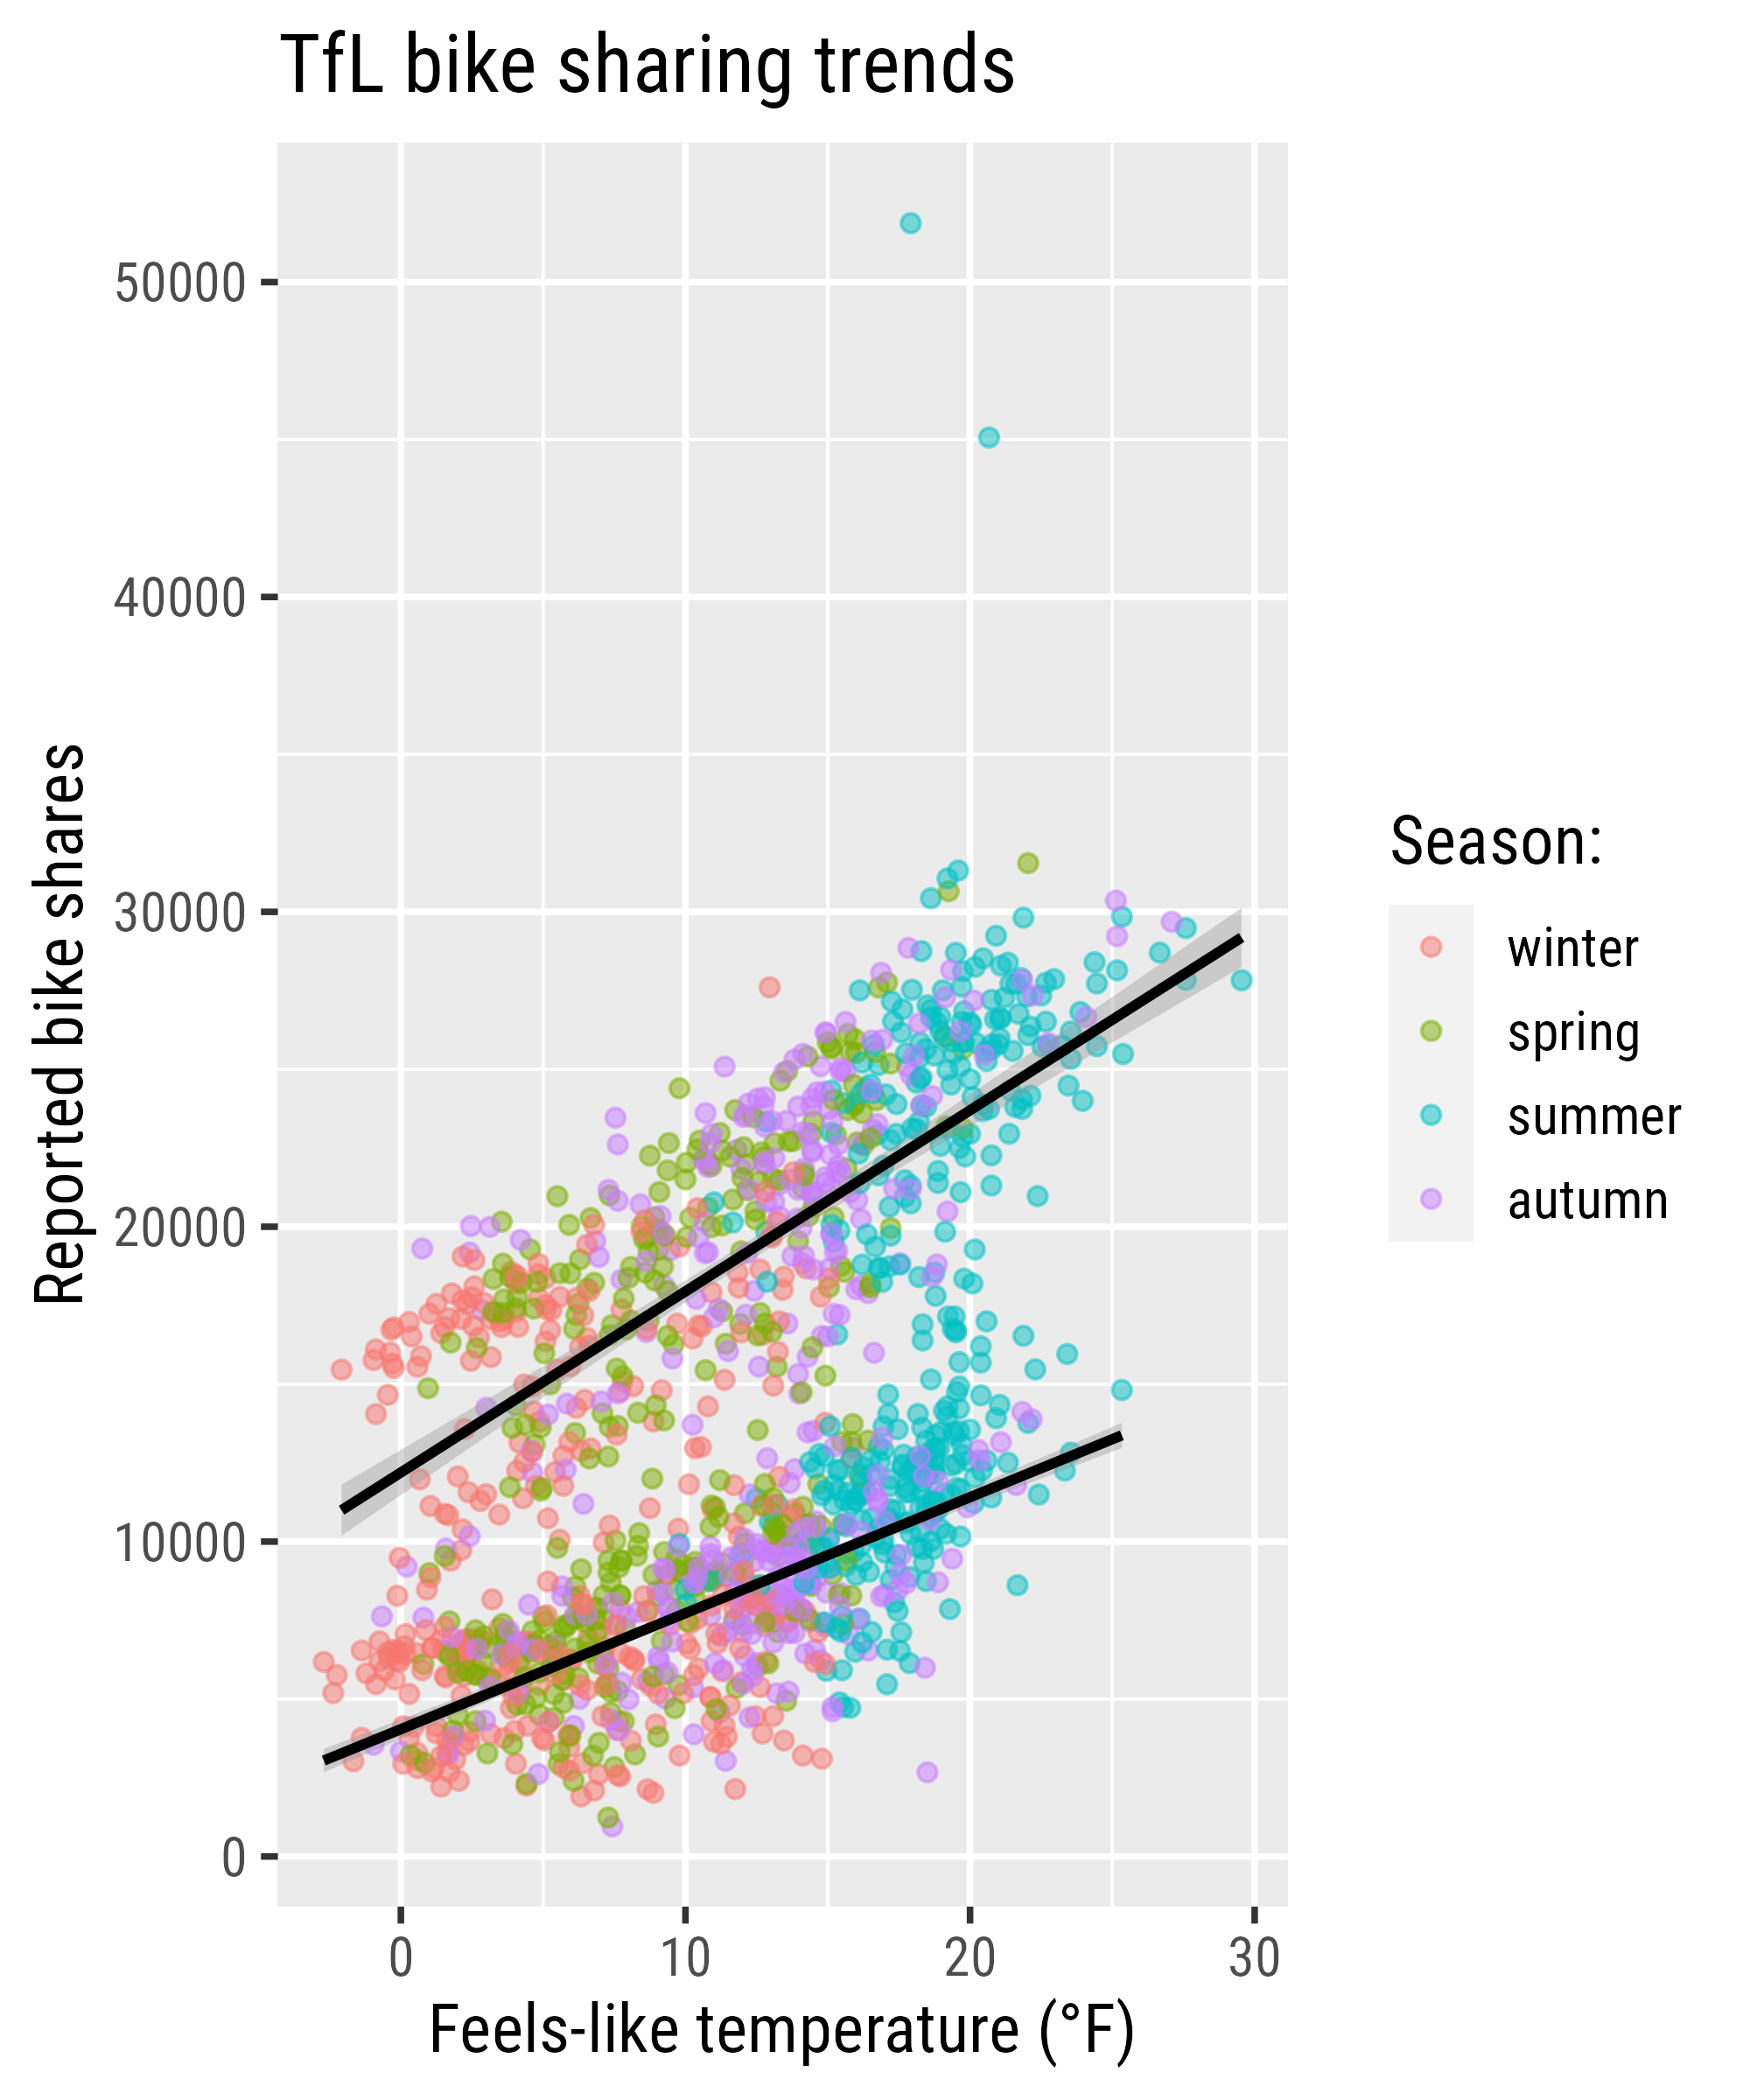 TfL bike sharing trends
50000
40000
30000
20000
10000
0
Reported bike shares
0 10 20 30
Feels-like temperature (°F)
Season:
winter
spring
summer
autumn